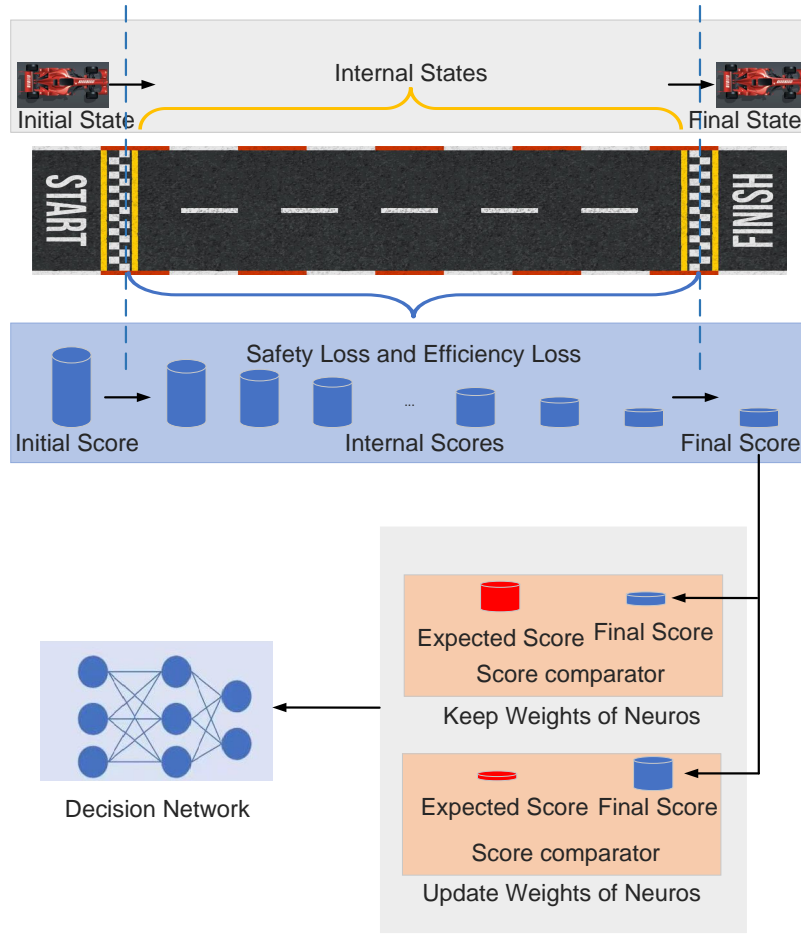 Internal States
Initial State
Final State
START
FINISH
Safety Loss and Efficiency Loss
...
Initial Score
Internal Scores
Final Score
Expected Score
Final Score
Score comparator
Keep Weights of Neuros
Expected Score
Final Score
Score comparator
Update Weights of Neuros
Decision Network